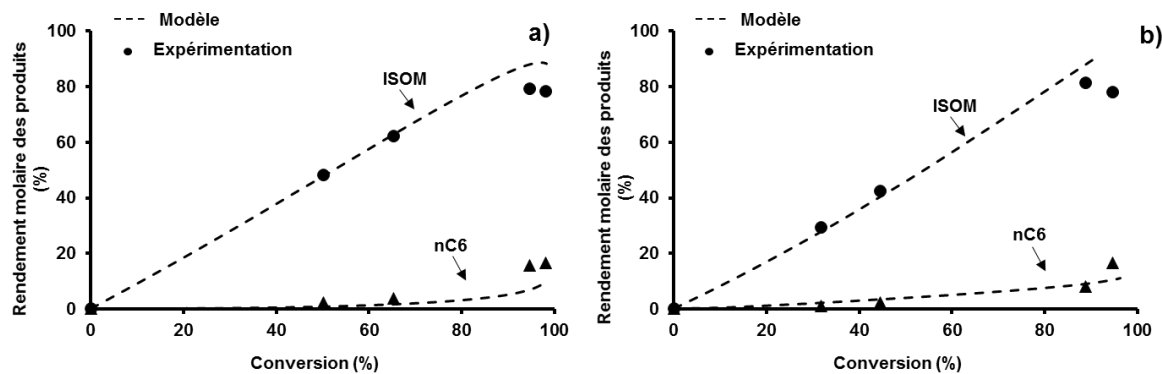 Rendement molaire des produits
(%)
100
80
60
40
20
0
--- Modèle
● Expérimentation
a)
ISOM
nC6
0 20 40 60 80 100
Conversion (%)
Rendement molaire des produits
(%)
100
80
60
40
20
0
--- Modèle
● Expérimentation
b)
ISOM
nC6
0 20 40 60 80 100
Conversion (%)